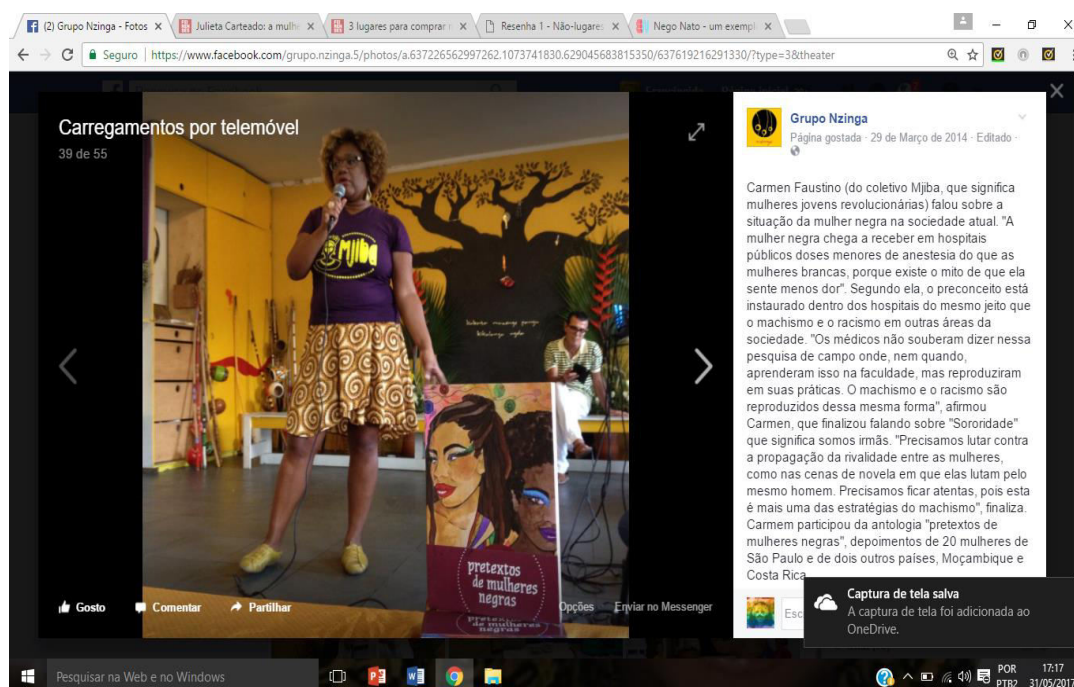 (2) Grupo Nzinga - Fotos
Julieta Carteado: a mulhe
3 lugares para comprar
Resenha 1 - Não-lugare:
Nego Nato - um exempl
Seguro
https://www.facebook.com/grupo.nzinga.5/photos/a.637226562997262.1073741830.629045683815350/637619216291330/?type=3&theater
Carregamentos por telemóvel
39 de 55
Mjiba
pretextos
de mulheres
negras
pretextos
de mulheres
negras
Gosto
Comentar
Partilhar
Opções
Enviar no Messenger
Grupo Nzinga
Página gostada · 29 de Março de 2014 · Editado ·
Carmen Faustino (do coletivo Mjiba, que significa
mulheres jovens revolucionárias) falou sobre a
situação da mulher negra na sociedade atual. "A
mulher negra chega a receber em hospitais
públicos doses menores de anestesia do que as
mulheres brancas, porque existe o mito de que ela
sente menos dor". Segundo ela, o preconceito está
instaurado dentro dos hospitais do mesmo jeito que
o machismo e o racismo em outras áreas da
sociedade. "Os médicos não souberam dizer nessa
pesquisa de campo onde, nem quando,
aprenderam isso na faculdade, mas reproduziram
em suas práticas. O machismo e o racismo são
reproduzidos dessa mesma forma", afirmou
Carmen, que finalizou falando sobre "Sororidade"
que significa somos irmãs. "Precisamos lutar contra
a propagação da rivalidade entre as mulheres,
como nas cenas de novela em que elas lutam pelo
mesmo homem. Precisamos ficar atentas, pois esta
é mais uma das estratégias do machismo", finaliza.
Carmem participou da antologia "pretextos de
mulheres negras", depoimentos de 20 mulheres de
São Paulo e de dois outros países, Moçambique e
Costa Rica
Esc
Captura de tela salva
A captura de tela foi adicionada ao
OneDrive.
Pesquisar na Web e no Windows
POR
PTB2
17:17
31/05/2017